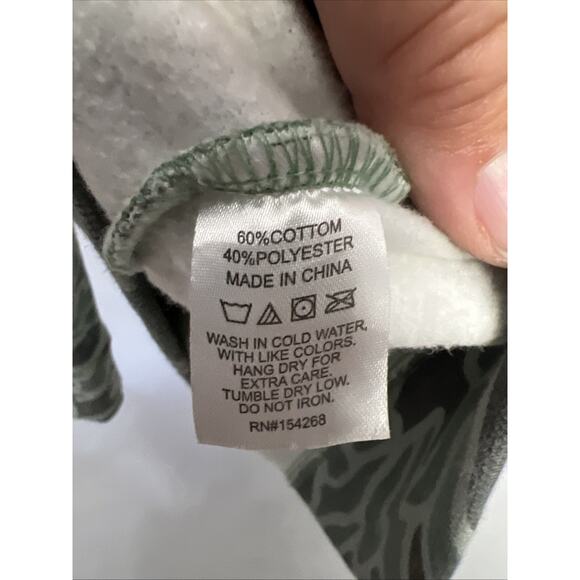 60%COTTOM
40%POLYESTER
MADE IN CHINA
WASH IN COLD WATER,
WITH LIKE COLORS.
HANG DRY FOR
EXTRA CARE.
TUMBLE DRY LOW.
DO NOT IRON.
RN#154268